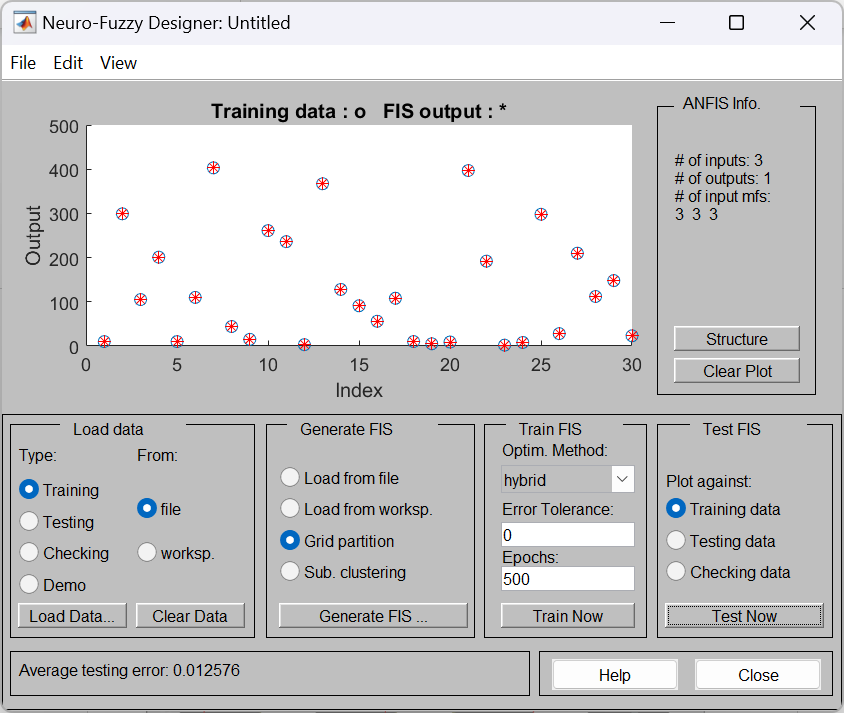 Neuro-Fuzzy Designer: Untitled
File Edit View
Training data : o FIS output : *
500
400
300
200
100
0
Output
0 5 10 15 20 25 30
Index
ANFIS Info.
# of inputs: 3
# of outputs: 1
# of input mfs:
3 3 3
Structure
Clear Plot
Load data
Type: From:
Training
file
Testing
Checking
worksp.
Demo
Load Data... Clear Data
Generate FIS
Load from file
Load from worksp.
Grid partition
Sub. clustering
Generate FIS ...
Train FIS
Optim. Method:
hybrid
Error Tolerance:
0
Epochs:
500
Train Now
Test FIS
Plot against:
Training data
Testing data
Checking data
Test Now
Average testing error: 0.012576
Help Close